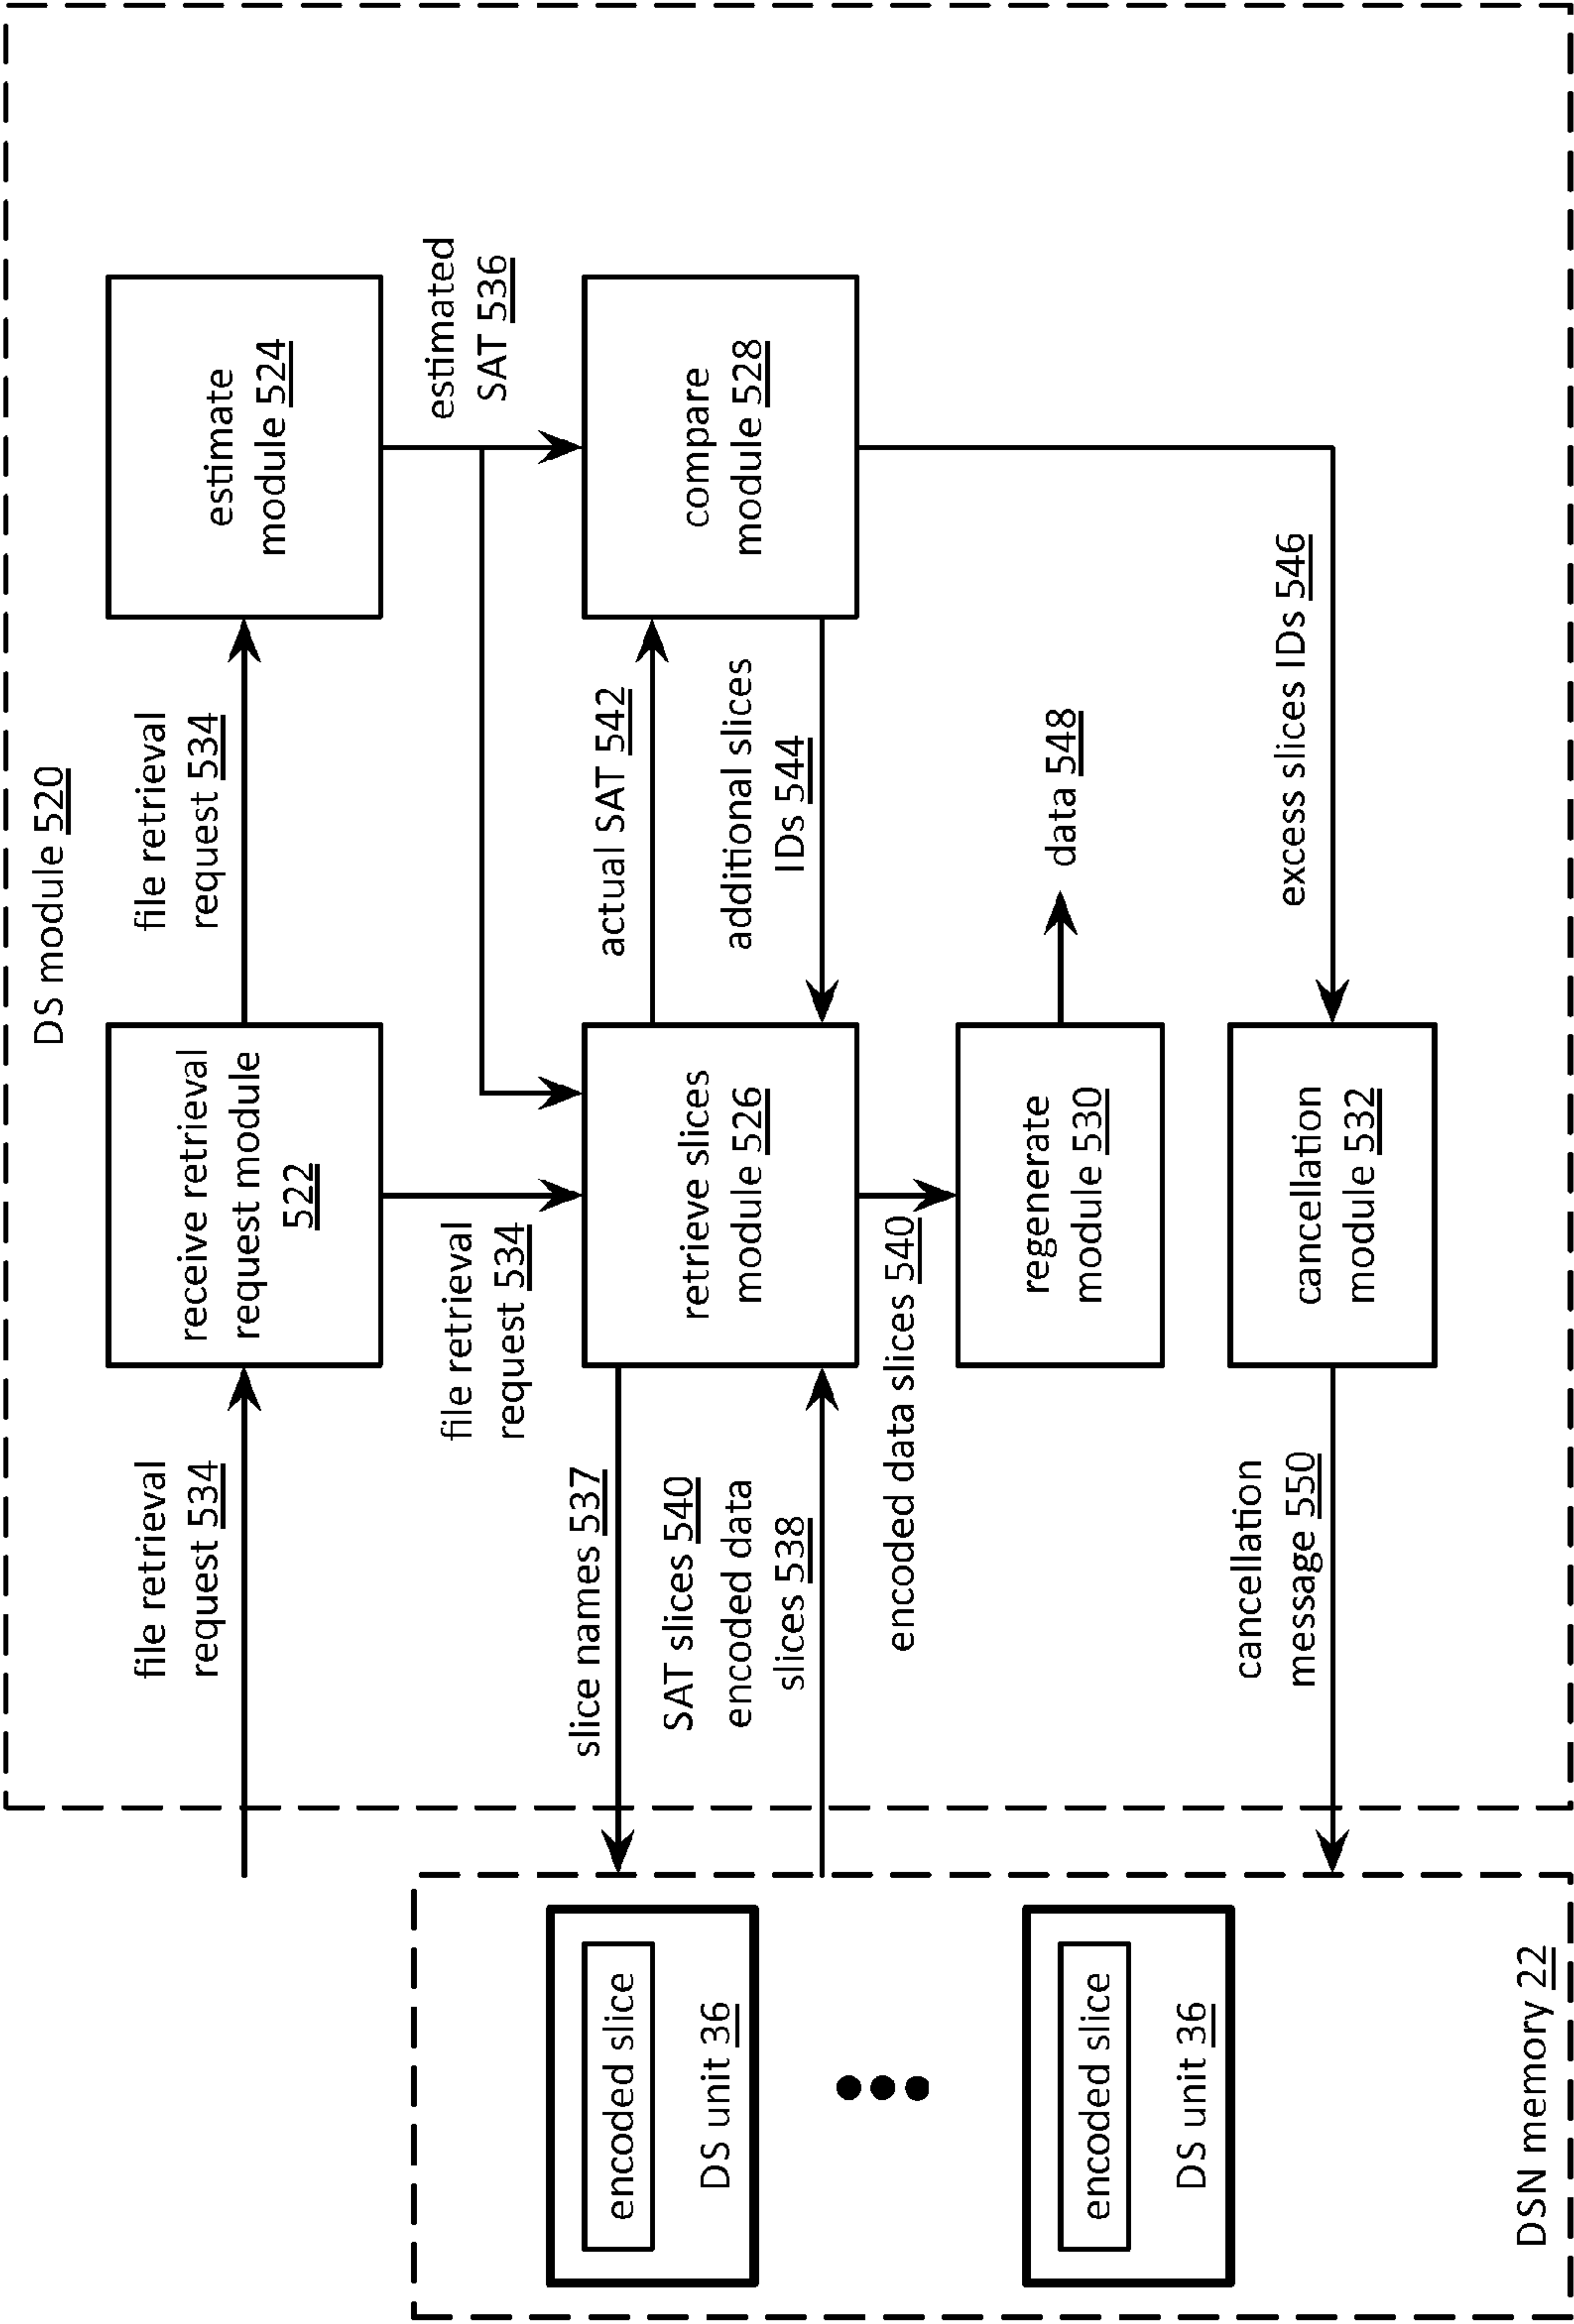 DS module 520
file retrieval
request 534
receive retrieval
request module
522
file retrieval
request 534
estimate
module 524
file retrieval
request 534
estimated
SAT 536
slice names 537
SAT slices 540
encoded data
slices 538
retrieve slices
module 526
actual SAT 542
additional slices
IDs 544
compare
module 528
encoded data slices 540
regenerate
module 530
data 548
cancellation
message 550
cancellation
module 532
excess slices IDs 546
encoded slice
DS unit 36
encoded slice
DS unit 36
DSN memory 22